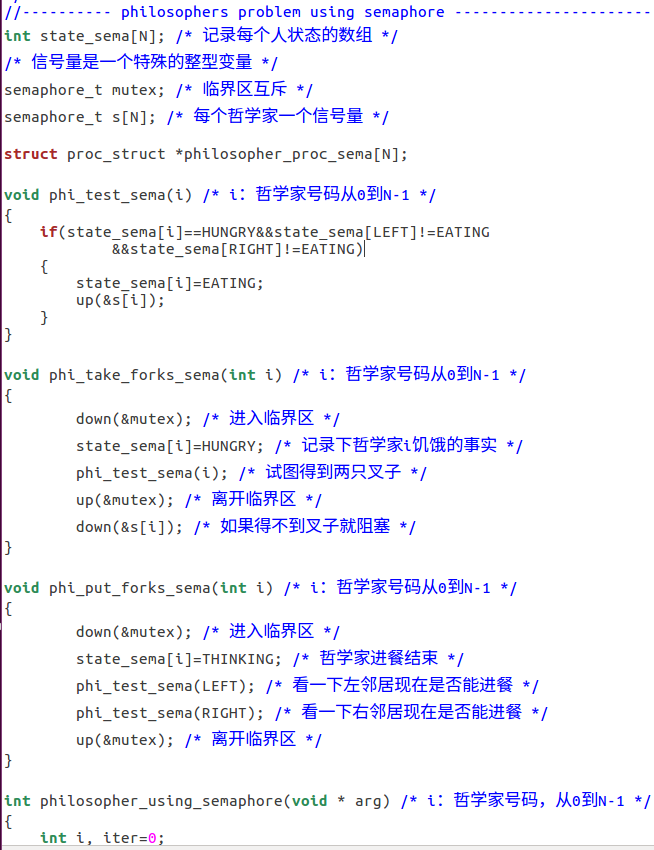 //---------- philosophers problem using semaphore ----------------------
int state_sema[N]; /* 记录每个人状态的数组 */
/* 信号量是一个特殊的整型变量 */
semaphore_t mutex; /* 临界区互斥 */
semaphore_t s[N]; /* 每个哲学家一个信号量 */
struct proc_struct *philosopher_proc_sema[N];
void phi_test_sema(i) /* i：哲学家号码从0到N-1 */
{
    if(state_sema[i]==HUNGRY&&state_sema[LEFT]!=EATING
            &&state_sema[RIGHT]!=EATING)
    {
        state_sema[i]=EATING;
        up(&s[i]);
    }
}
void phi_take_forks_sema(int i) /* i：哲学家号码从0到N-1 */
{
        down(&mutex); /* 进入临界区 */
        state_sema[i]=HUNGRY; /* 记录下哲学家i饥饿的事实 */
        phi_test_sema(i); /* 试图得到两只叉子 */
        up(&mutex); /* 离开临界区 */
        down(&s[i]); /* 如果得不到叉子就阻塞 */
}
void phi_put_forks_sema(int i) /* i：哲学家号码从0到N-1 */
{
        down(&mutex); /* 进入临界区 */
        state_sema[i]=THINKING; /* 哲学家进餐结束 */
        phi_test_sema(LEFT); /* 看一下左邻居现在是否能进餐 */
        phi_test_sema(RIGHT); /* 看一下右邻居现在是否能进餐 */
        up(&mutex); /* 离开临界区 */
}
int philosopher_using_semaphore(void * arg) /* i：哲学家号码，从0到N-1 */
{
    int i, iter=0;